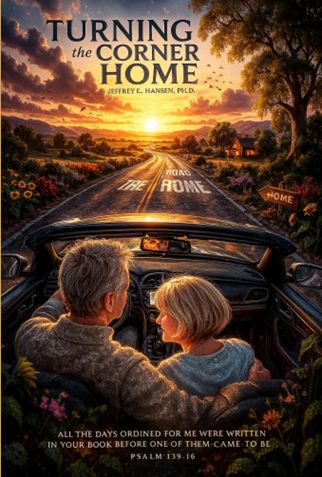 TURNING
the CORNER
HOME
JEFFREY E. HANSEN, PH.D.
ROAD
THE ROME
HOME
ALL THE DAYS ORDINED FOR ME WERE WRITTEN
IN YOUR BOOK BEFORE ONE OF THEM-CAME TO BE
PSALM 139.16